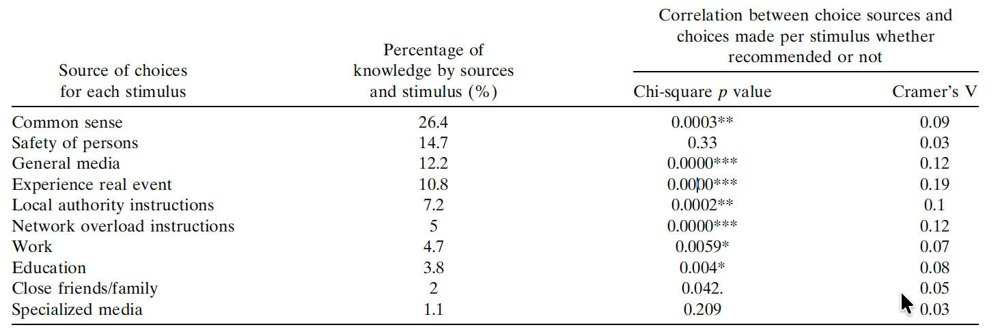 Correlation between choice sources and
choices made per stimulus whether
recommended or not
Source of choices
for each stimulus
Percentage of
knowledge by sources
and stimulus (%)
Chi-square p value
Cramer's V
Common sense 26.4 0.0003** 0.09
Safety of persons 14.7 0.33 0.03
General media 12.2 0.0000*** 0.12
Experience real event 10.8 0.0000*** 0.19
Local authority instructions 7.2 0.0002** 0.1
Network overload instructions 5 0.0000*** 0.12
Work 4.7 0.0059* 0.07
Education 3.8 0.004* 0.08
Close friends/family 2 0.042. 0.05
Specialized media 1.1 0.209 0.03